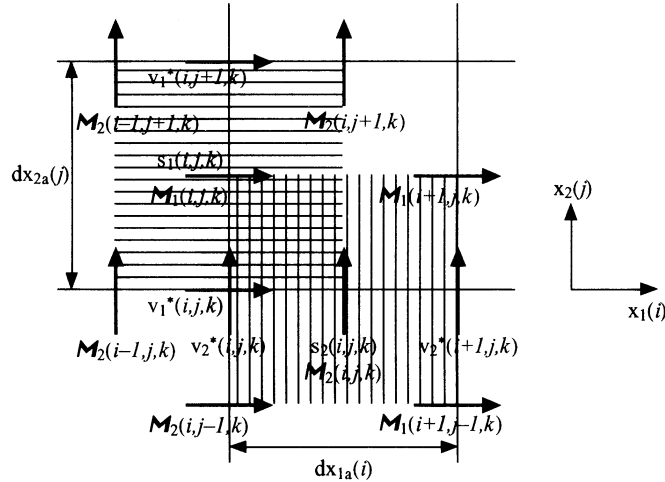 v₁*(i,j+1,k)
M₂(i−1,j+1,k) M₂(i,j+1,k)
s₁(i,j,k)
dx₂ₐ(j)
M₁(i,j,k) M₁(i+1,j,k)
x₂(j)
v₁*(i,j,k)
x₁(i)
M₂(i−1,j,k) v₂*(i,j,k) s₂(i,j,k) v₂*(i+1,j,k)
M₂(i,j,k)
M₂(i,j−1,k) M₁(i+1,j−1,k)
dx₁ₐ(i)